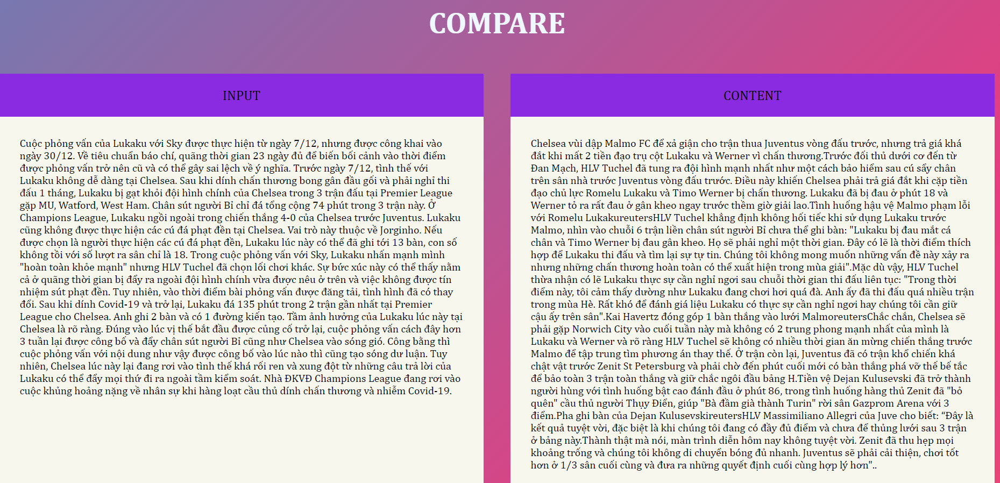 COMPARE
INPUT
Cuộc phỏng vấn của Lukaku với Sky được thực hiện từ ngày 7/12, nhưng được công khai vào
ngày 30/12. Về tiêu chuẩn báo chí, quãng thời gian 23 ngày đủ để biến bối cảnh vào thời điểm
được phỏng vấn trở nên cũ và có thể gây sai lệch về ý nghĩa. Trước ngày 7/12, tình thế với
Lukaku không dễ dàng tại Chelsea. Sau khi dính chấn thương bong gân đầu gối và phải nghỉ thi
đấu 1 tháng, Lukaku bị gạt khỏi đội hình chính của Chelsea trong 3 trận đấu tại Premier League
gặp MU, Watford, West Ham. Chân sút người Bỉ chỉ đá tổng cộng 74 phút trong 3 trận này. Ở
Champions League, Lukaku ngồi ngoài trong chiến thắng 4-0 của Chelsea trước Juventus. Lukaku
cũng không được thực hiện các cú đá phạt đền tại Chelsea. Vai trò này thuộc về Jorginho. Nếu
được chọn là người thực hiện các cú đá phạt đền, Lukaku lúc này có thể đã ghi tới 13 bàn, con số
không tồi với số lượt ra sân chỉ là 18. Trong cuộc phỏng vấn với Sky, Lukaku nhấn mạnh mình
"hoàn toàn khỏe mạnh" nhưng HLV Tuchel đã chọn lối chơi khác. Sự bức xúc này có thể thấy nằm
cả ở quãng thời gian bị đẩy ra ngoài đội hình chính vừa được nêu ở trên và việc không được tín
nhiệm sút phạt đền. Tuy nhiên, vào thời điểm bài phỏng vấn được đăng tải, tình hình đã có thay
đổi. Sau khi dính Covid-19 và trở lại, Lukaku đá 135 phút trong 2 trận gần nhất tại Premier
League cho Chelsea. Anh ghi 2 bàn và có 1 đường kiến tạo. Tầm ảnh hưởng của Lukaku lúc này tại
Chelsea là rõ ràng. Đúng vào lúc vị thế bắt đầu được củng cố trở lại, cuộc phỏng vấn cách đây hơn
3 tuần lại được công bố và đẩy chân sút người Bỉ cũng như Chelsea vào sóng gió. Công bằng thì
cuộc phỏng vấn với nội dung như vậy được công bố vào lúc nào thì cũng tạo sóng dư luận. Tuy
nhiên, Chelsea lúc này lại đang rơi vào tình thế khá rối ren và xung đột từ những câu trả lời của
Lukaku có thể đẩy mọi thứ đi ra ngoài tầm kiểm soát. Nhà ĐKVĐ Champions League đang rơi vào
cuộc khủng hoảng nặng về nhân sự khi hàng loạt cầu thủ dính chấn thương và nhiễm Covid-19.
CONTENT
Chelsea vùi dập Malmo FC để xả giận cho trận thua Juventus vòng đấu trước, nhưng trả giá khá
đắt khi mất 2 tiền đạo trụ cột Lukaku và Werner vì chấn thương.Trước đối thủ dưới cơ đến từ
Đan Mạch, HLV Tuchel đã tung ra đội hình mạnh nhất như một cách bảo hiểm sau cú sẩy chân
trên sân nhà trước Juventus vòng đấu trước. Điều này khiến Chelsea phải trả giá đắt khi cặp tiền
đạo chủ lực Romelu Lukaku và Timo Werner bị chấn thương. Lukaku đã bị đau ở phút 18 và
Werner tỏ ra rất đau ở gân kheo ngay trước thềm giờ giải lao.Tình huống hậu vệ Malmo phạm lỗi
với Romelu LukakureutersHLV Tuchel khẳng định không hối tiếc khi sử dụng Lukaku trước
Malmo, nhìn vào chuỗi 6 trận liền chân sút người Bỉ chưa thể ghi bàn: "Lukaku bị đau mắt cá
chân và Timo Werner bị đau gân kheo. Họ sẽ phải nghỉ một thời gian. Đây có lẽ là thời điểm thích
hợp để Lukaku thi đấu và tìm lại sự tự tin. Chúng tôi không mong muốn những vấn đề này xảy ra
nhưng những chấn thương hoàn toàn có thể xuất hiện trong mùa giải".Mặc dù vậy, HLV Tuchel
thừa nhận có lẽ Lukaku thực sự cần nghỉ ngơi sau chuỗi thời gian thi đấu liên tục: "Trong thời
điểm này, tôi cảm thấy dường như Lukaku đang chơi hơi quá đà. Anh ấy đã thi đấu quá nhiều trận
trong mùa Hè. Rất khó để đánh giá liệu Lukaku có thực sự cần nghỉ ngơi hay chúng tôi cần giữ
cậu ấy trên sân".Kai Havertz đóng góp 1 bàn thắng vào lưới MalmoreutersChắc chắn, Chelsea sẽ
phải gặp Norwich City vào cuối tuần này mà không có 2 trung phong mạnh nhất của mình là
Lukaku và Werner và rõ ràng HLV Tuchel sẽ không có nhiều thời gian ăn mừng chiến thắng trước
Malmo để tập trung tìm phương án thay thế. Ở trận còn lại, Juventus đã có trận khổ chiến khá
chật vật trước Zenit St Petersburg và phải chờ đến phút cuối mới có bàn thắng phá vỡ thế bế tắc
để bảo toàn 3 trận toàn thắng và giữ chắc ngôi đầu bảng H.Tiền vệ Dejan Kulusevski đã trở thành
người hùng với tình huống bật cao đánh đầu ở phút 86, trong tình huống hàng thủ Zenit đã "bỏ
quên" cầu thủ người Thụy Điển, giúp "Bà đầm già thành Turin" rời sân Gazprom Arena với 3
điểm.Pha ghi bàn của Dejan KulusevskireutersHLV Massimiliano Allegri của Juve cho biết: “Đây là
kết quả tuyệt vời, đặc biệt là khi chúng tôi đang có đầy đủ điểm và chưa để thủng lưới sau 3 trận
ở bảng này.Thành thật mà nói, màn trình diễn hôm nay không tuyệt vời. Zenit đã thu hẹp mọi
khoảng trống và chúng tôi không di chuyển bóng đủ nhanh. Juventus sẽ phải cải thiện, chơi tốt
hơn ở 1/3 sân cuối cùng và đưa ra những quyết định cuối cùng hợp lý hơn"..